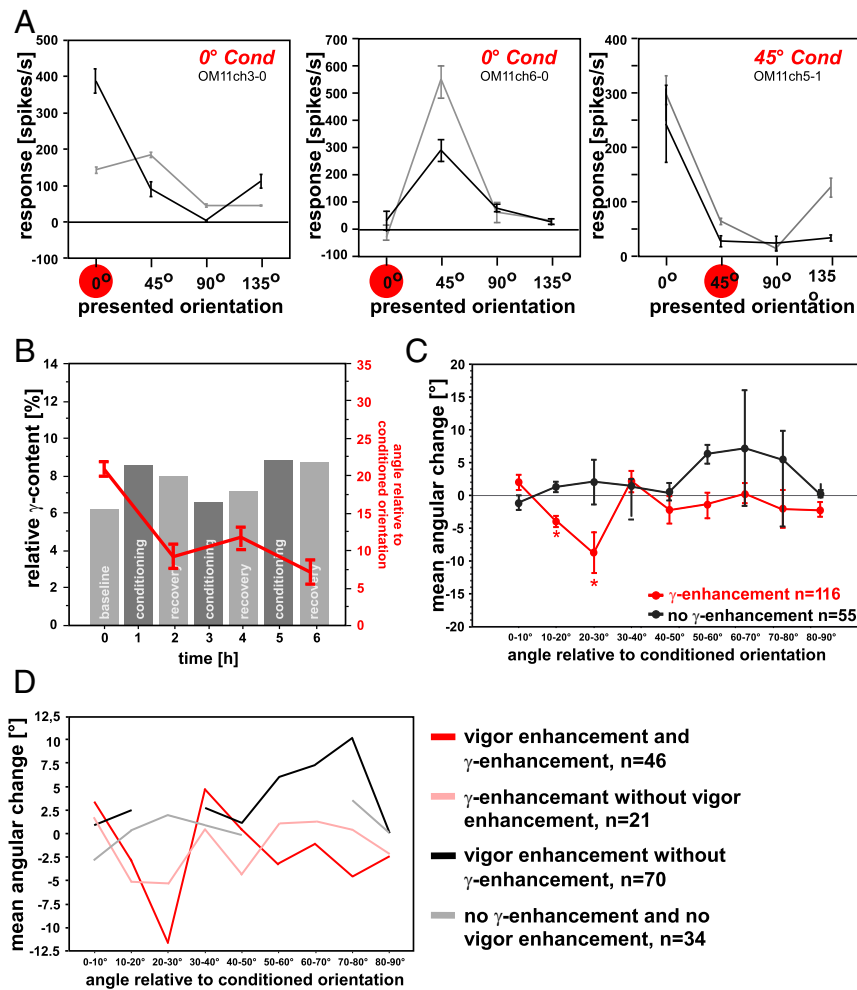 A
0° Cond
OM11ch3-0
response [spikes/s]
500
400
300
200
100
0
-100
0°
45°
90°
135°
presented orientation
0° Cond
OM11ch6-0
response [spikes/s]
700
600
500
400
300
200
100
0
-100
0°
45°
90°
135°
presented orientation
45° Cond
OM11ch5-1
response [spikes/s]
400
300
200
100
0
0°
45°
90°
135
o
presented orientation
B
relative γ-content [%]
14
12
10
8
6
4
2
0
35
30
25
20
15
10
5
0
angle relative to
conditioned orientation
baseline
conditioning
recovery
conditioning
recovery
conditioning
recovery
0 1 2 3 4 5 6
time [h]
C
mean angular change [°]
20
15
10
5
0
-5
-10
-15
-20
*
*
γ-enhancement n=116
no γ-enhancement n=55
0-10° 10-20° 20-30° 30-40° 40-50° 50-60° 60-70° 70-80° 80-90°
angle relative to conditioned orientation
D
mean angular change [°]
12,5
10
7.5
5
2.5
0
-2.5
-5
-7.5
-10
-12.5
0-10° 10-20° 20-30° 30-40° 40-50° 50-60° 60-70° 70-80° 80-90°
angle relative to conditioned orientation
vigor enhancement and
γ-enhancement, n=46
γ-enhancemant without vigor
enhancement, n=21
vigor enhancement without
γ-enhancement, n=70
no γ-enhancement and no
vigor enhancement, n=34